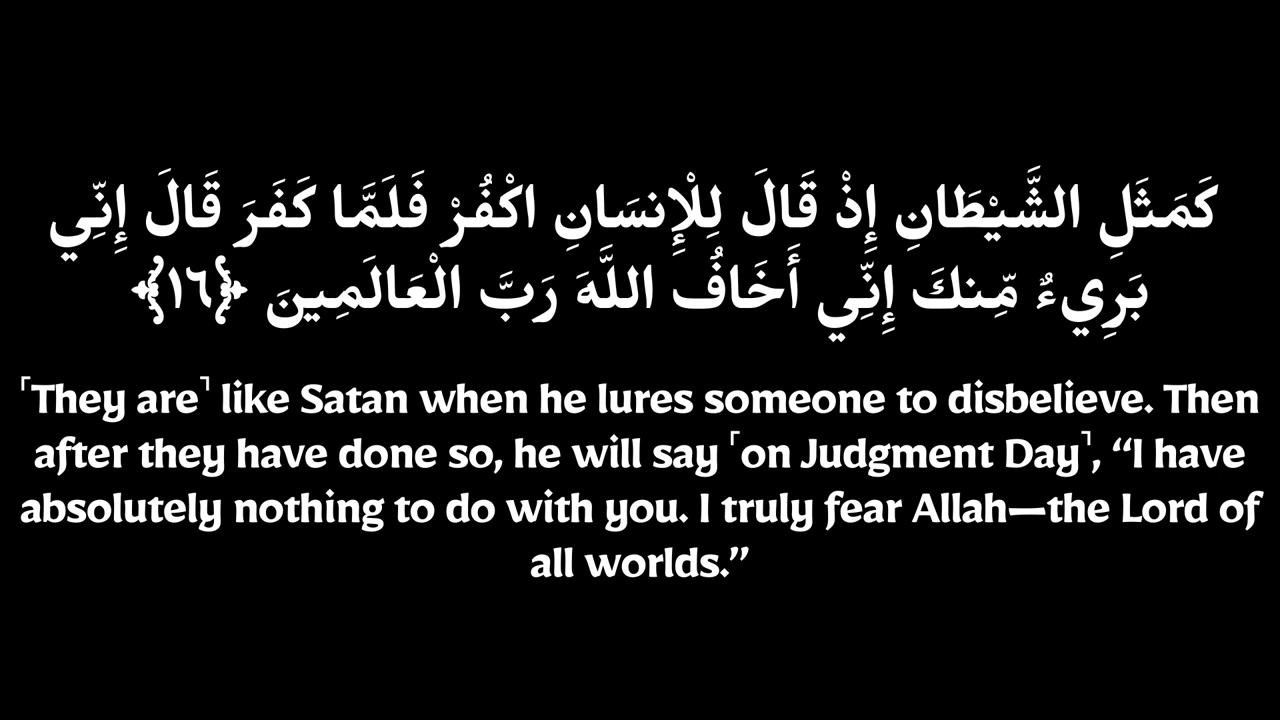 كَمَثَلِ الشَّيْطَانِ إِذْ قَالَ لِلْإِنسَانِ اكْفُرْ فَلَمَّا كَفَرَ قَالَ إِنِّي
بَرِيءٌ مِّنكَ إِنِّي أَخَافُ اللَّهَ رَبَّ الْعَالَمِينَ ﴿١٦﴾
⸢They are⸣ like Satan when he lures someone to disbelieve. Then
after they have done so, he will say ⸢on Judgment Day⸣, “I have
absolutely nothing to do with you. I truly fear Allah—the Lord of
all worlds.”